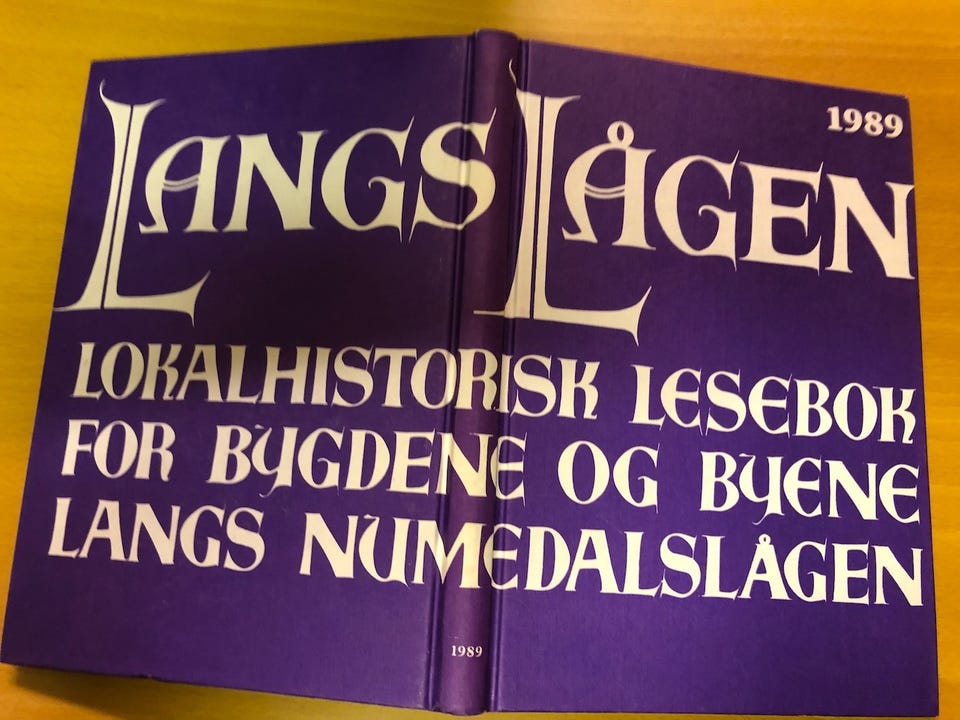 LANGS LÅGEN
1989
LOKALHISTORISK LESEBOK
FOR BYGDENE OG BYENE
LANGS NUMEDALSLÅGEN
1989